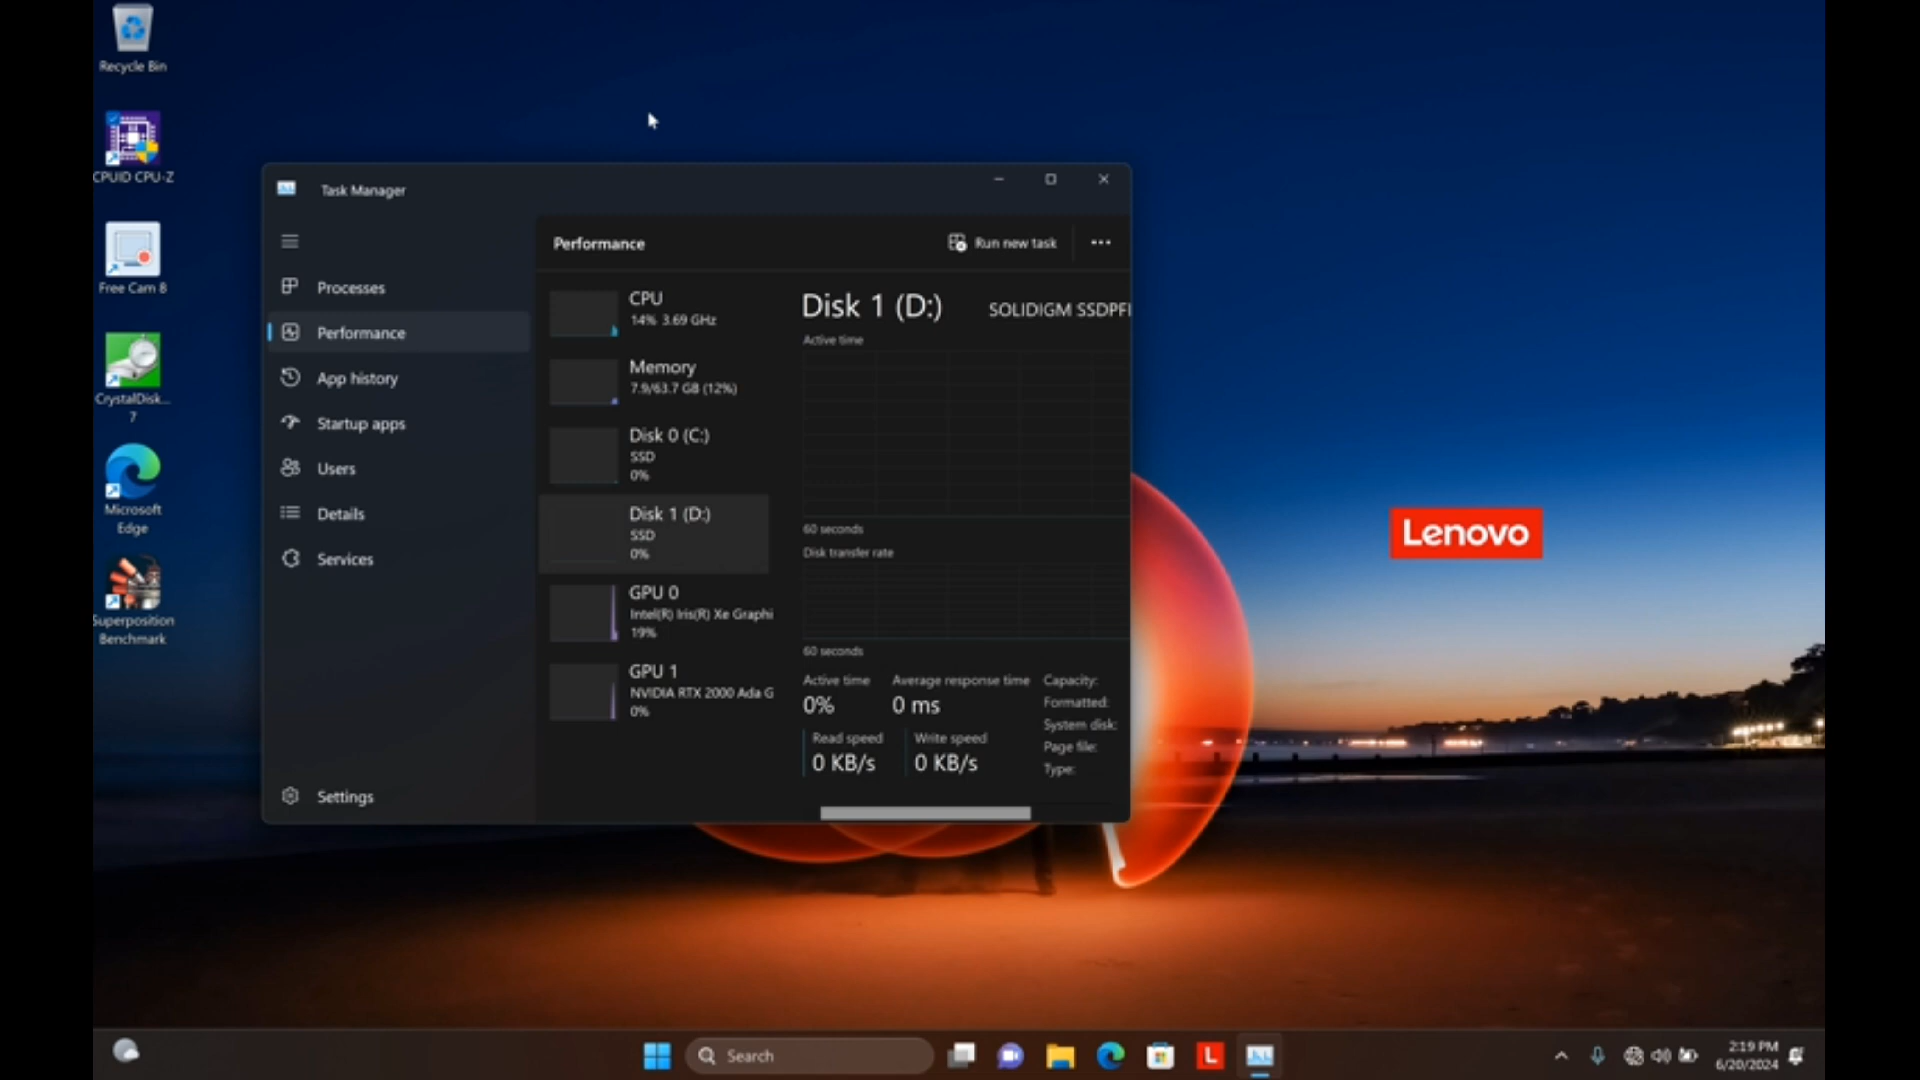 Recycle Bin
CPUID CPU-Z
Free Cam 8
CrystalDisk...
7
Microsoft
Edge
Superposition
Benchmark
Task Manager
Processes
Performance
App history
Startup apps
Users
Details
Services
Settings
Performance
Run new task
CPU
14% 3.69 GHz
Memory
7.9/63.7 GB (12%)
Disk 0 (C:)
SSD
0%
Disk 1 (D:)
SSD
0%
GPU 0
Intel(R) Iris(R) Xe Graphi
19%
GPU 1
NVIDIA RTX 2000 Ada G
0%
Disk 1 (D:)
SOLIDIGM SSDPFI
Active time
60 seconds
Disk transfer rate
60 seconds
Active time
0%
Average response time
0 ms
Read speed
0 KB/s
Write speed
0 KB/s
Capacity:
Formatted:
System disk:
Page file:
Type:
Lenovo
Search
L
2:19 PM
6/20/2024